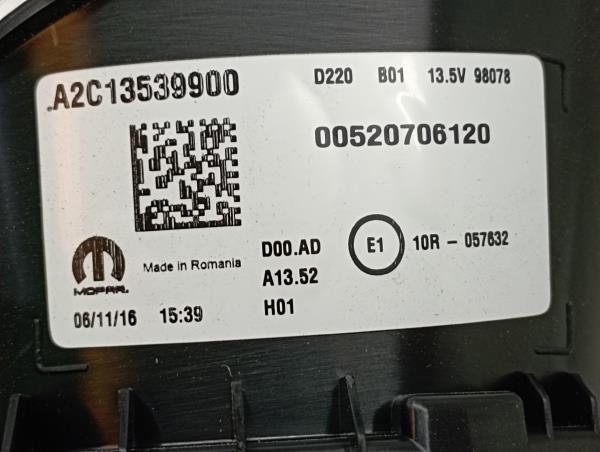 A2C13539900
D220 B01 13.5V 98078
00520706120
MOPAR
Made in Romania
D00.AD
A13.52
H01
E1
10R - 057632
06/11/16 15:39